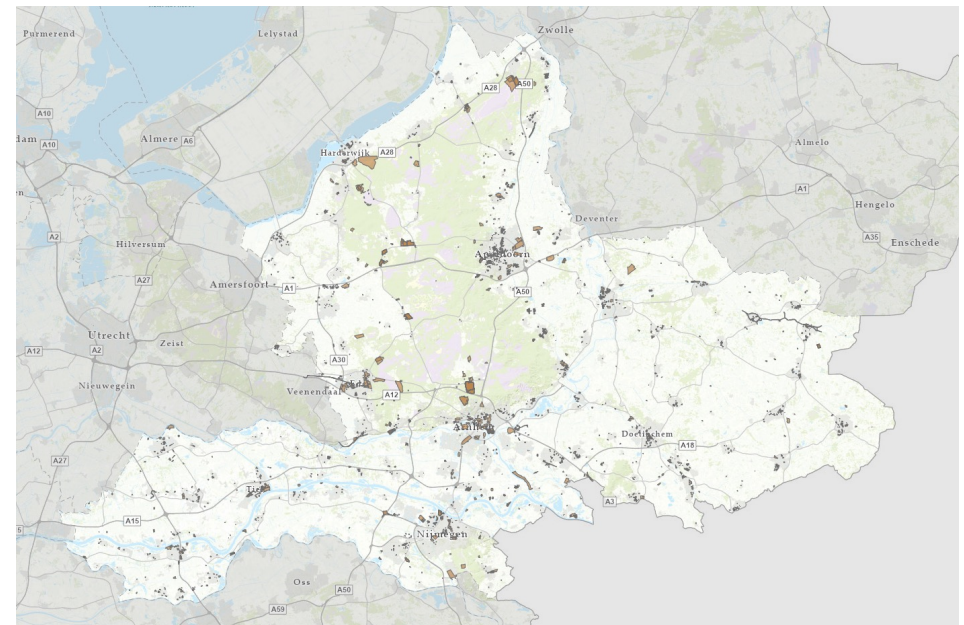 Zwolle
Purmerend
Lelystad
A28
A50
A10
Almere
A6
dam
A10
Harderwijk
A28
Almelo
A1
Hengelo
Deventer
A2
A35
Hilversum
Enschede
Apeldoorn
A27
Amersfoort
A1
A50
Utrecht
A12
A2
Zeist
A30
Nieuwegein
Veenendaal
Ede
A12
Arnhem
Doetinchem
A18
A27
Tiel
A3
A15
Nijmegen
Oss
A50
A59